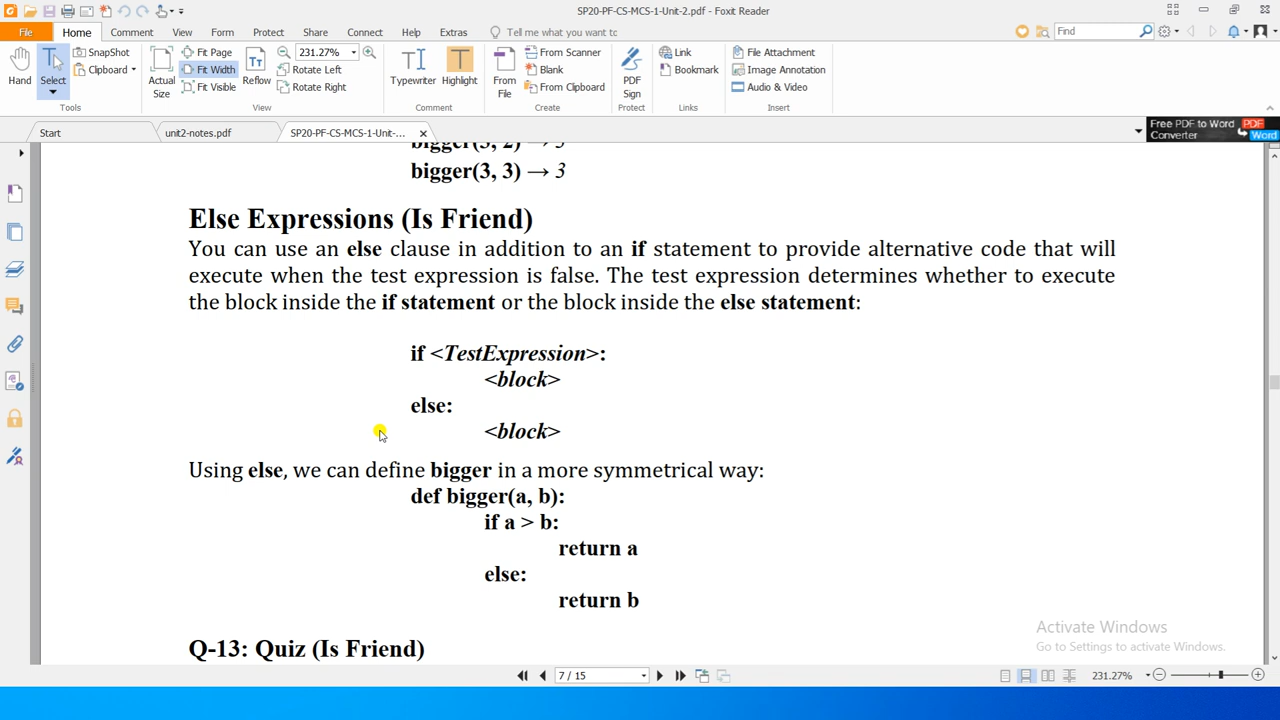 SP20-PF-CS-MCS-1-Unit-2.pdf - Foxit Reader
File Home Comment View Form Protect Share Connect Help Extras Tell me what you want tc Find
Hand Select SnapShot Clipboard Actual Size Fit Page Fit Width Fit Visible Reflow 231.27% Rotate Left Rotate Right Typewriter Highlight From File From Scanner Blank From Clipboard PDF Sign Link Bookmark File Attachment Image Annotation Audio & Video
Tools View Comment Create Protect Links Insert
Start unit2-notes.pdf SP20-PF-CS-MCS-1-Unit-... Free PDF to Word Converter PDF Word
bigger(3, 2) → 3
bigger(3, 3) → 3
Else Expressions (Is Friend)
You can use an else clause in addition to an if statement to provide alternative code that will
execute when the test expression is false. The test expression determines whether to execute
the block inside the if statement or the block inside the else statement:
if <TestExpression>:
<block>
else:
<block>
Using else, we can define bigger in a more symmetrical way:
def bigger(a, b):
if a > b:
return a
else:
return b
Q-13: Quiz (Is Friend)
Activate Windows
Go to Settings to activate Windows.
7 / 15 231.27%